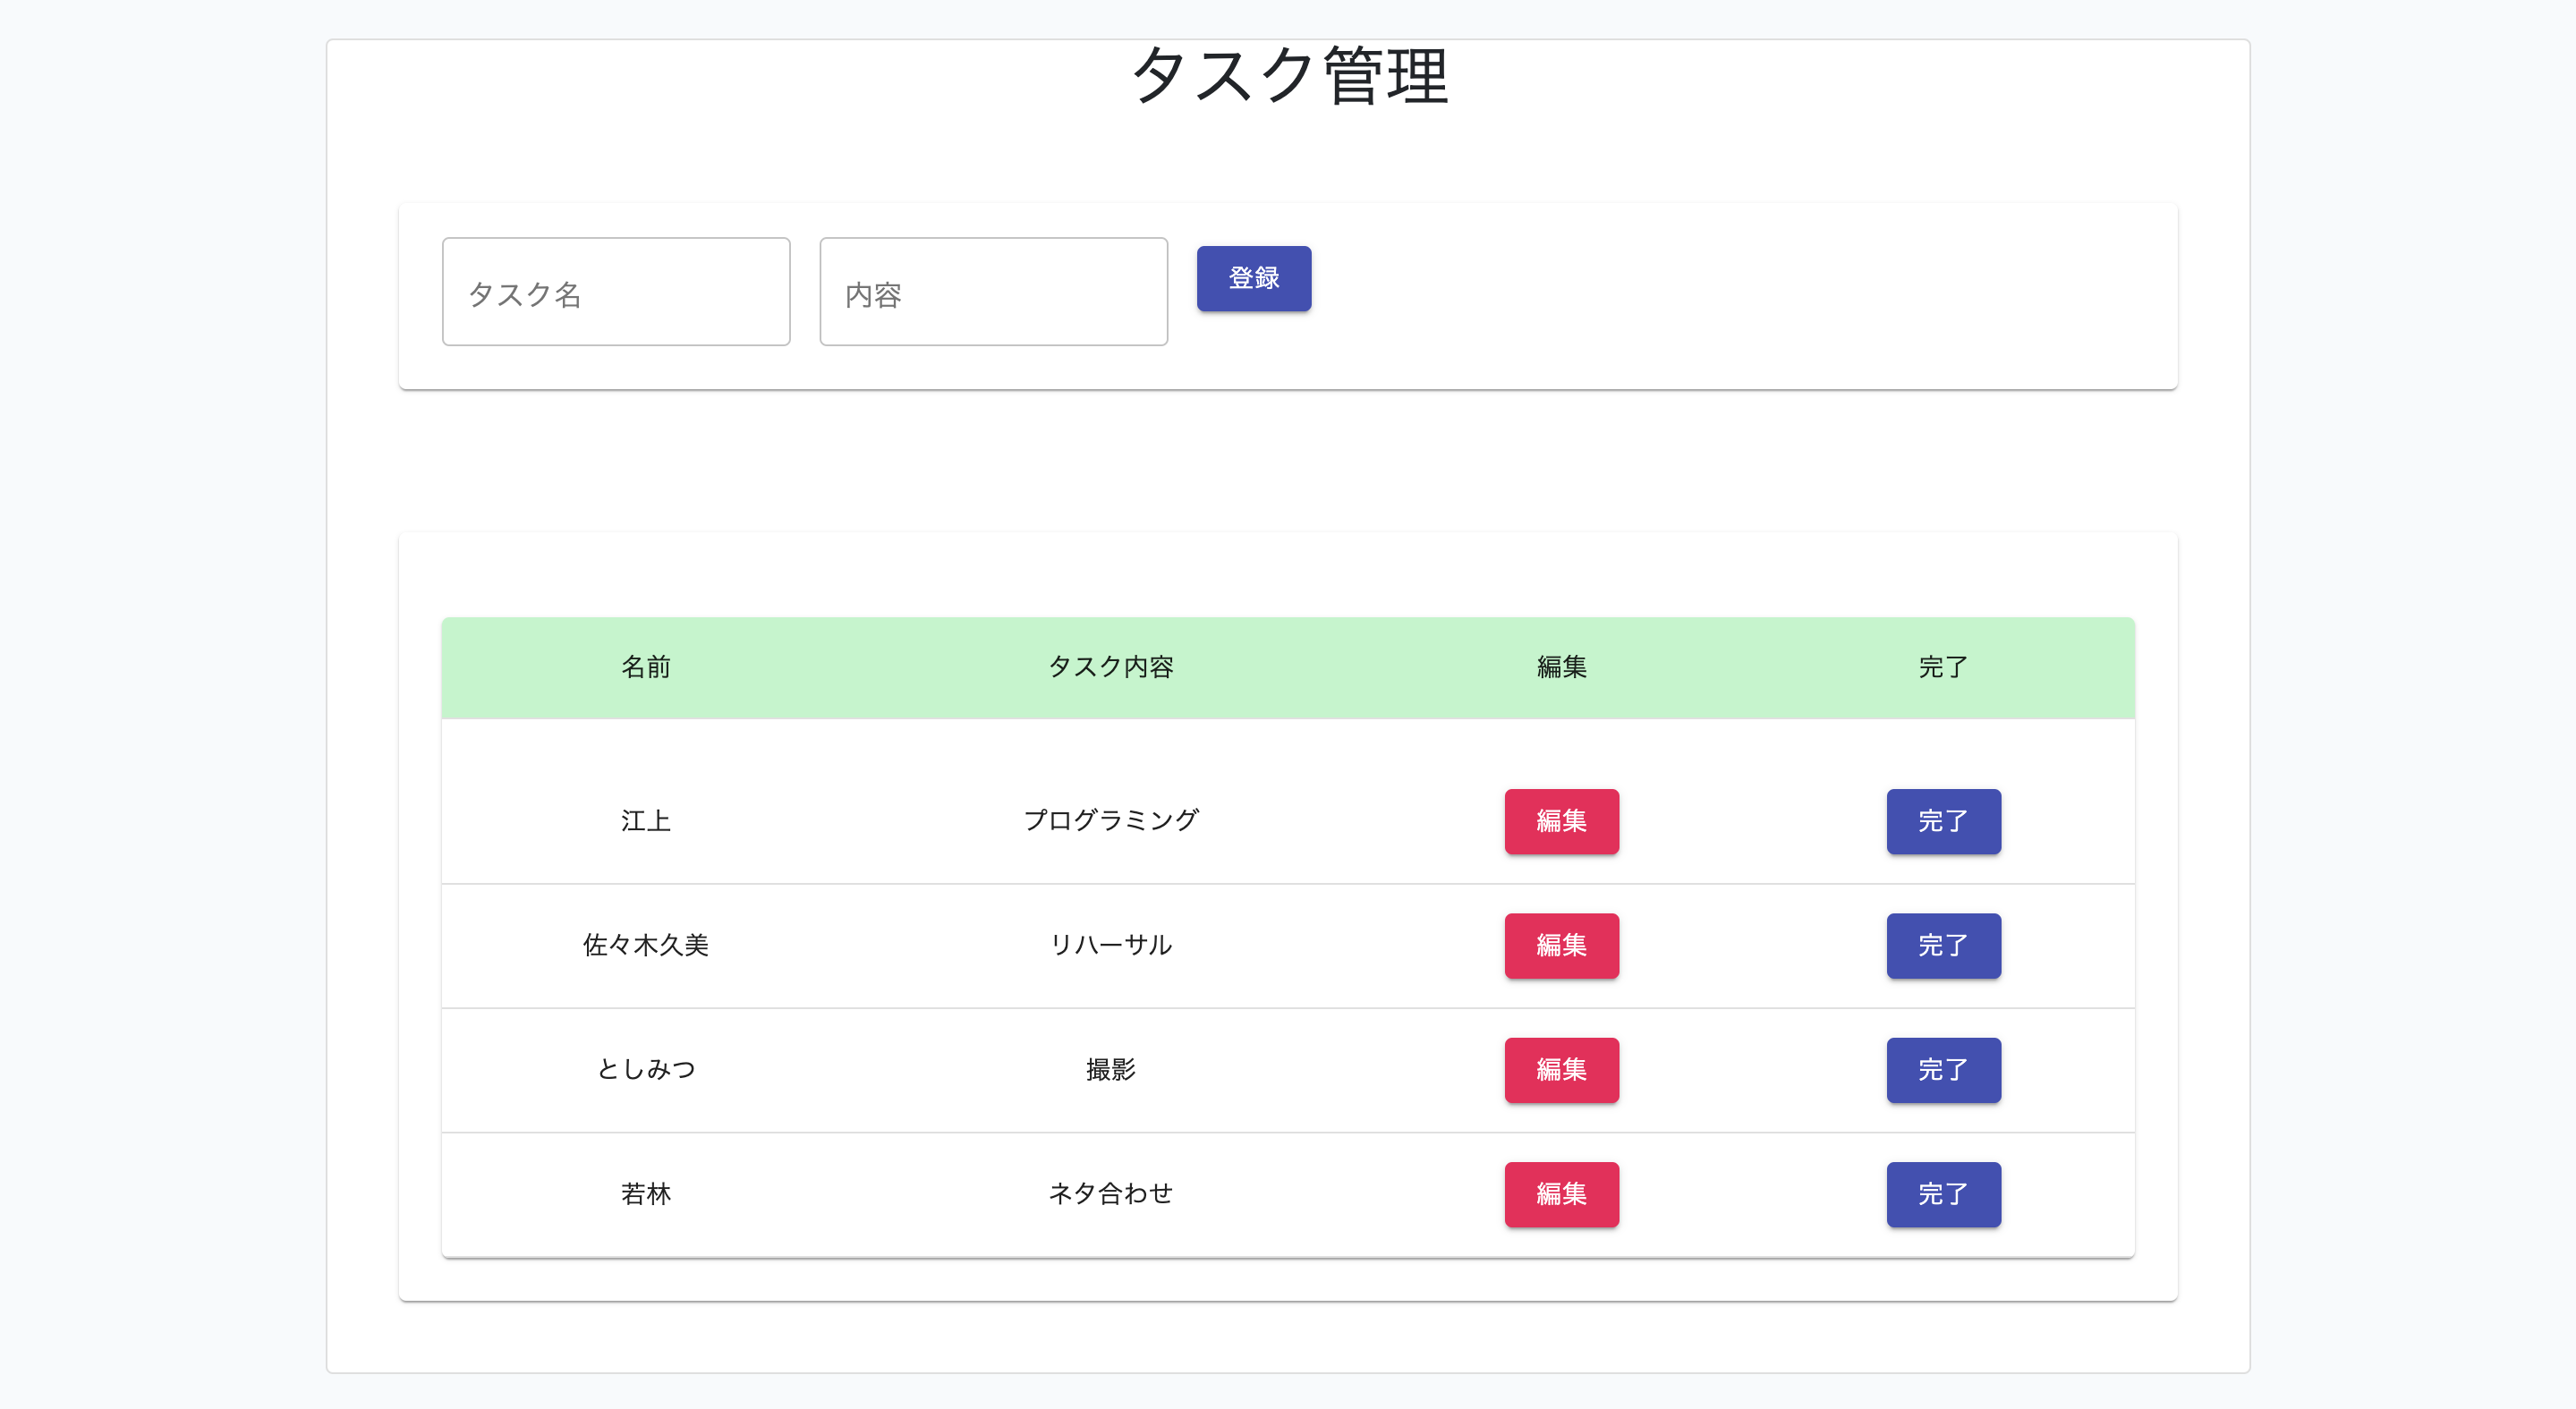 タスク管理
タスク名 内容 登録
名前 タスク内容 編集 完了
江上 プログラミング 編集 完了
佐々木久美 リハーサル 編集 完了
としみつ 撮影 編集 完了
若林 ネタ合わせ 編集 完了